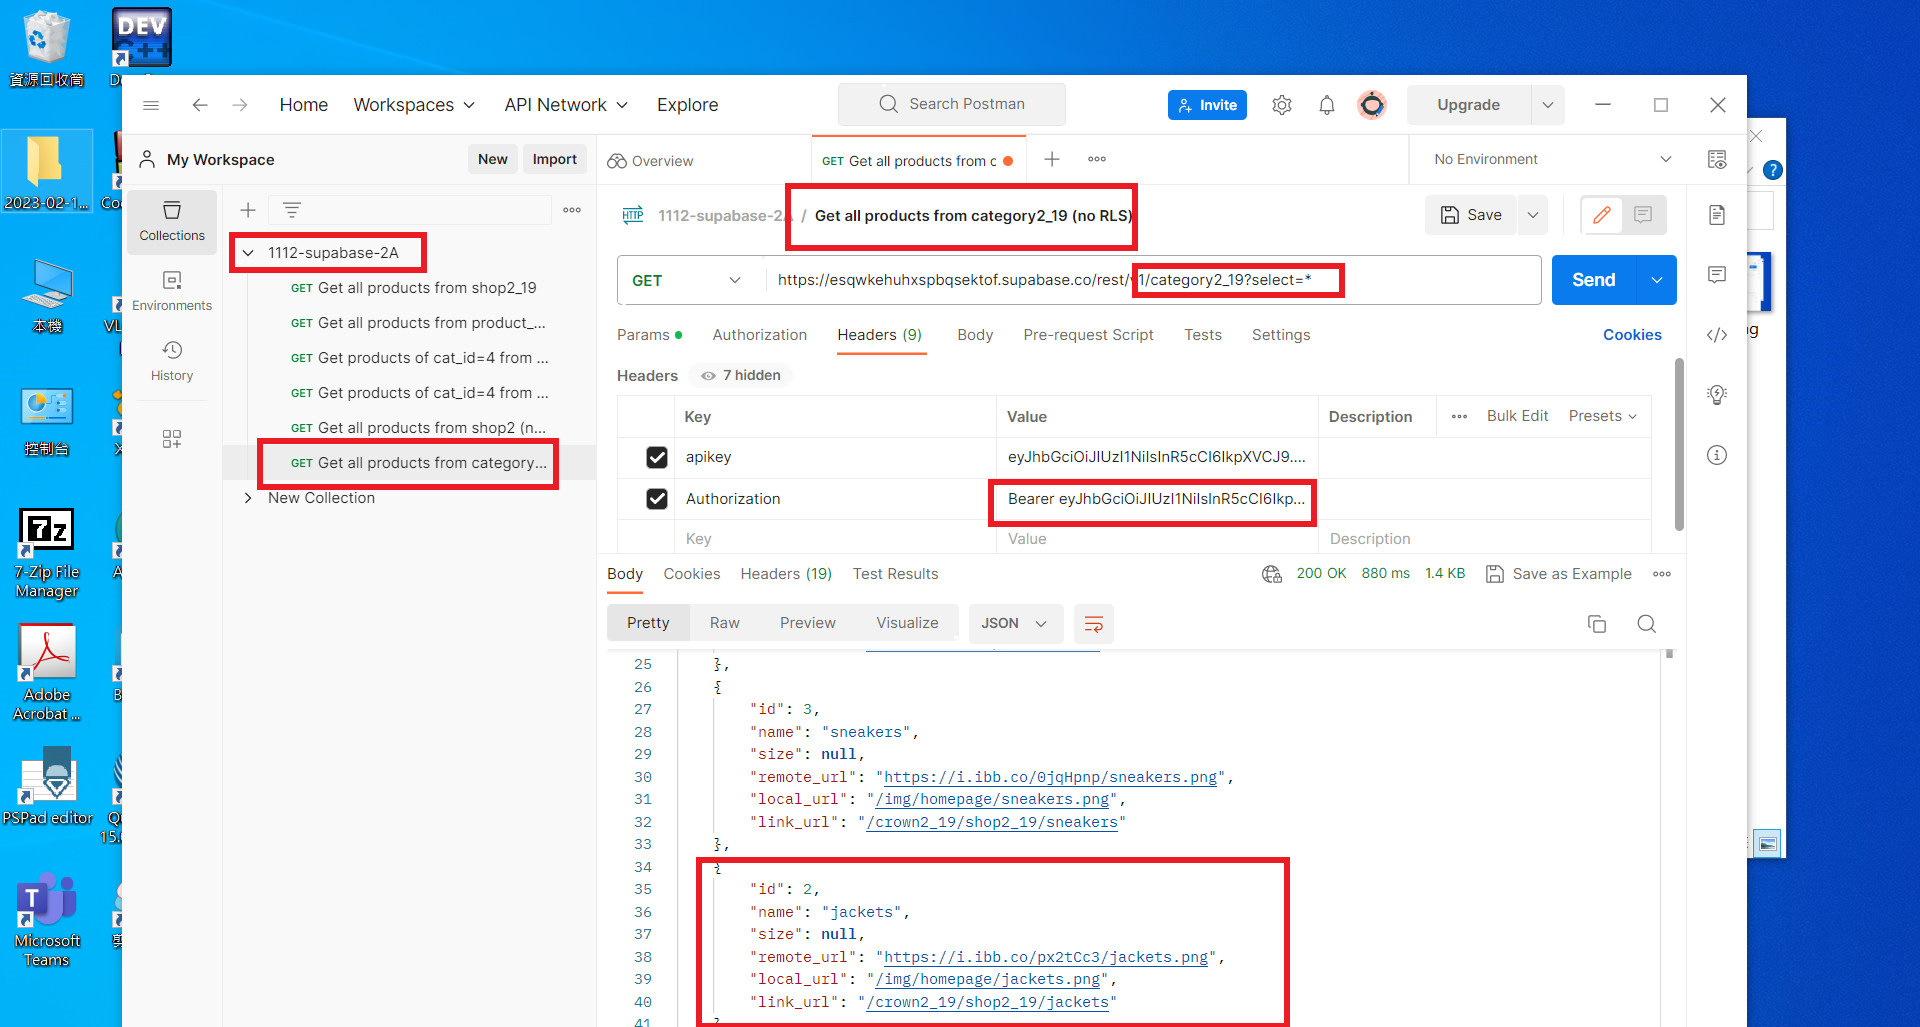 資源回收筒
DEV
C++
2023-02-1...
本機
控制台
7z
7-Zip File
Manager
Adobe
Acrobat ...
PSPad editor
15.
T
Microsoft
Teams
Home
Workspaces
API Network
Explore
Search Postman
Invite
Upgrade
My Workspace
New
Import
Overview
GET Get all products from c
No Environment
Collections
Environments
History
1112-supabase-2A
GET Get all products from shop2_19
GET Get all products from product_...
GET Get products of cat_id=4 from ...
GET Get products of cat_id=4 from ...
GET Get all products from shop2 (n...
GET Get all products from category...
New Collection
HTTP
1112-supabase-2A / Get all products from category2_19 (no RLS)
Save
GET
https://esqwkehuhxspbqsektof.supabase.co/rest/v1/category2_19?select=*
Send
Params
Authorization
Headers (9)
Body
Pre-request Script
Tests
Settings
Cookies
Headers
7 hidden
Key
Value
Description
Bulk Edit
Presets
apikey
eyJhbGciOiJIUzI1NiIsInR5cCI6IkpXVCJ9....
Authorization
Bearer eyJhbGciOiJIUzI1NiIsInR5cCI6Ikp...
Key
Value
Description
Body
Cookies
Headers (19)
Test Results
200 OK
880 ms
1.4 KB
Save as Example
Pretty
Raw
Preview
Visualize
JSON
25 },
26 {
27 "id": 3,
28 "name": "sneakers",
29 "size": null,
30 "remote_url": "https://i.ibb.co/0jqHpnp/sneakers.png",
31 "local_url": "/img/homepage/sneakers.png",
32 "link_url": "/crown2_19/shop2_19/sneakers"
33 },
34 {
35 "id": 2,
36 "name": "jackets",
37 "size": null,
38 "remote_url": "https://i.ibb.co/px2tCc3/jackets.png",
39 "local_url": "/img/homepage/jackets.png",
40 "link_url": "/crown2_19/shop2_19/jackets"
41